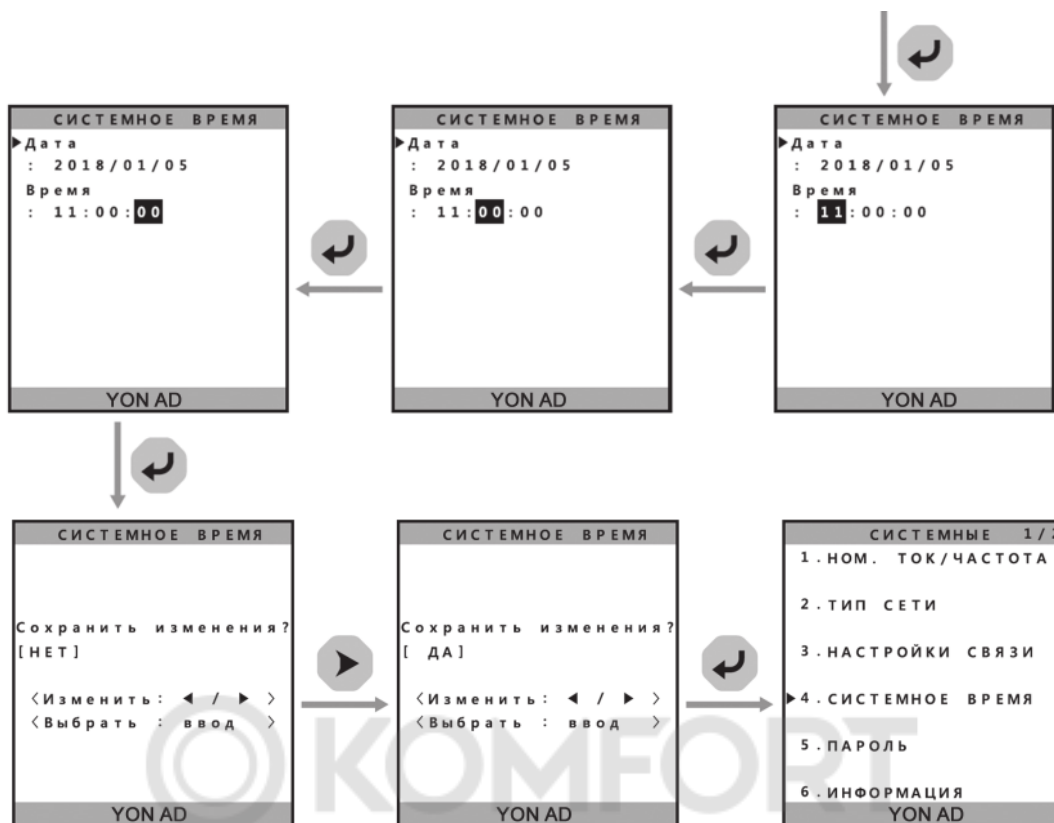 СИСТЕМНОЕ ВРЕМЯ
▶Дата
: 2018/01/05
Время
: 11:00:00
YON AD
СИСТЕМНОЕ ВРЕМЯ
▶Дата
: 2018/01/05
Время
: 11:00:00
YON AD
СИСТЕМНОЕ ВРЕМЯ
▶Дата
: 2018/01/05
Время
: 11:00:00
YON AD
СИСТЕМНОЕ ВРЕМЯ
Сохранить изменения?
[НЕТ]
〈Изменить: ◀ / ▶ 〉
〈Выбрать : ввод 〉
YON AD
СИСТЕМНОЕ ВРЕМЯ
Сохранить изменения?
[ ДА]
〈Изменить: ◀ / ▶ 〉
〈Выбрать : ввод 〉
YON AD
СИСТЕМНЫЕ 1/2
1.НОМ. ТОК/ЧАСТОТА
2.ТИП СЕТИ
3.НАСТРОЙКИ СВЯЗИ
▶4.СИСТЕМНОЕ ВРЕМЯ
5.ПАРОЛЬ
6.ИНФОРМАЦИЯ
YON AD
KOMFORT